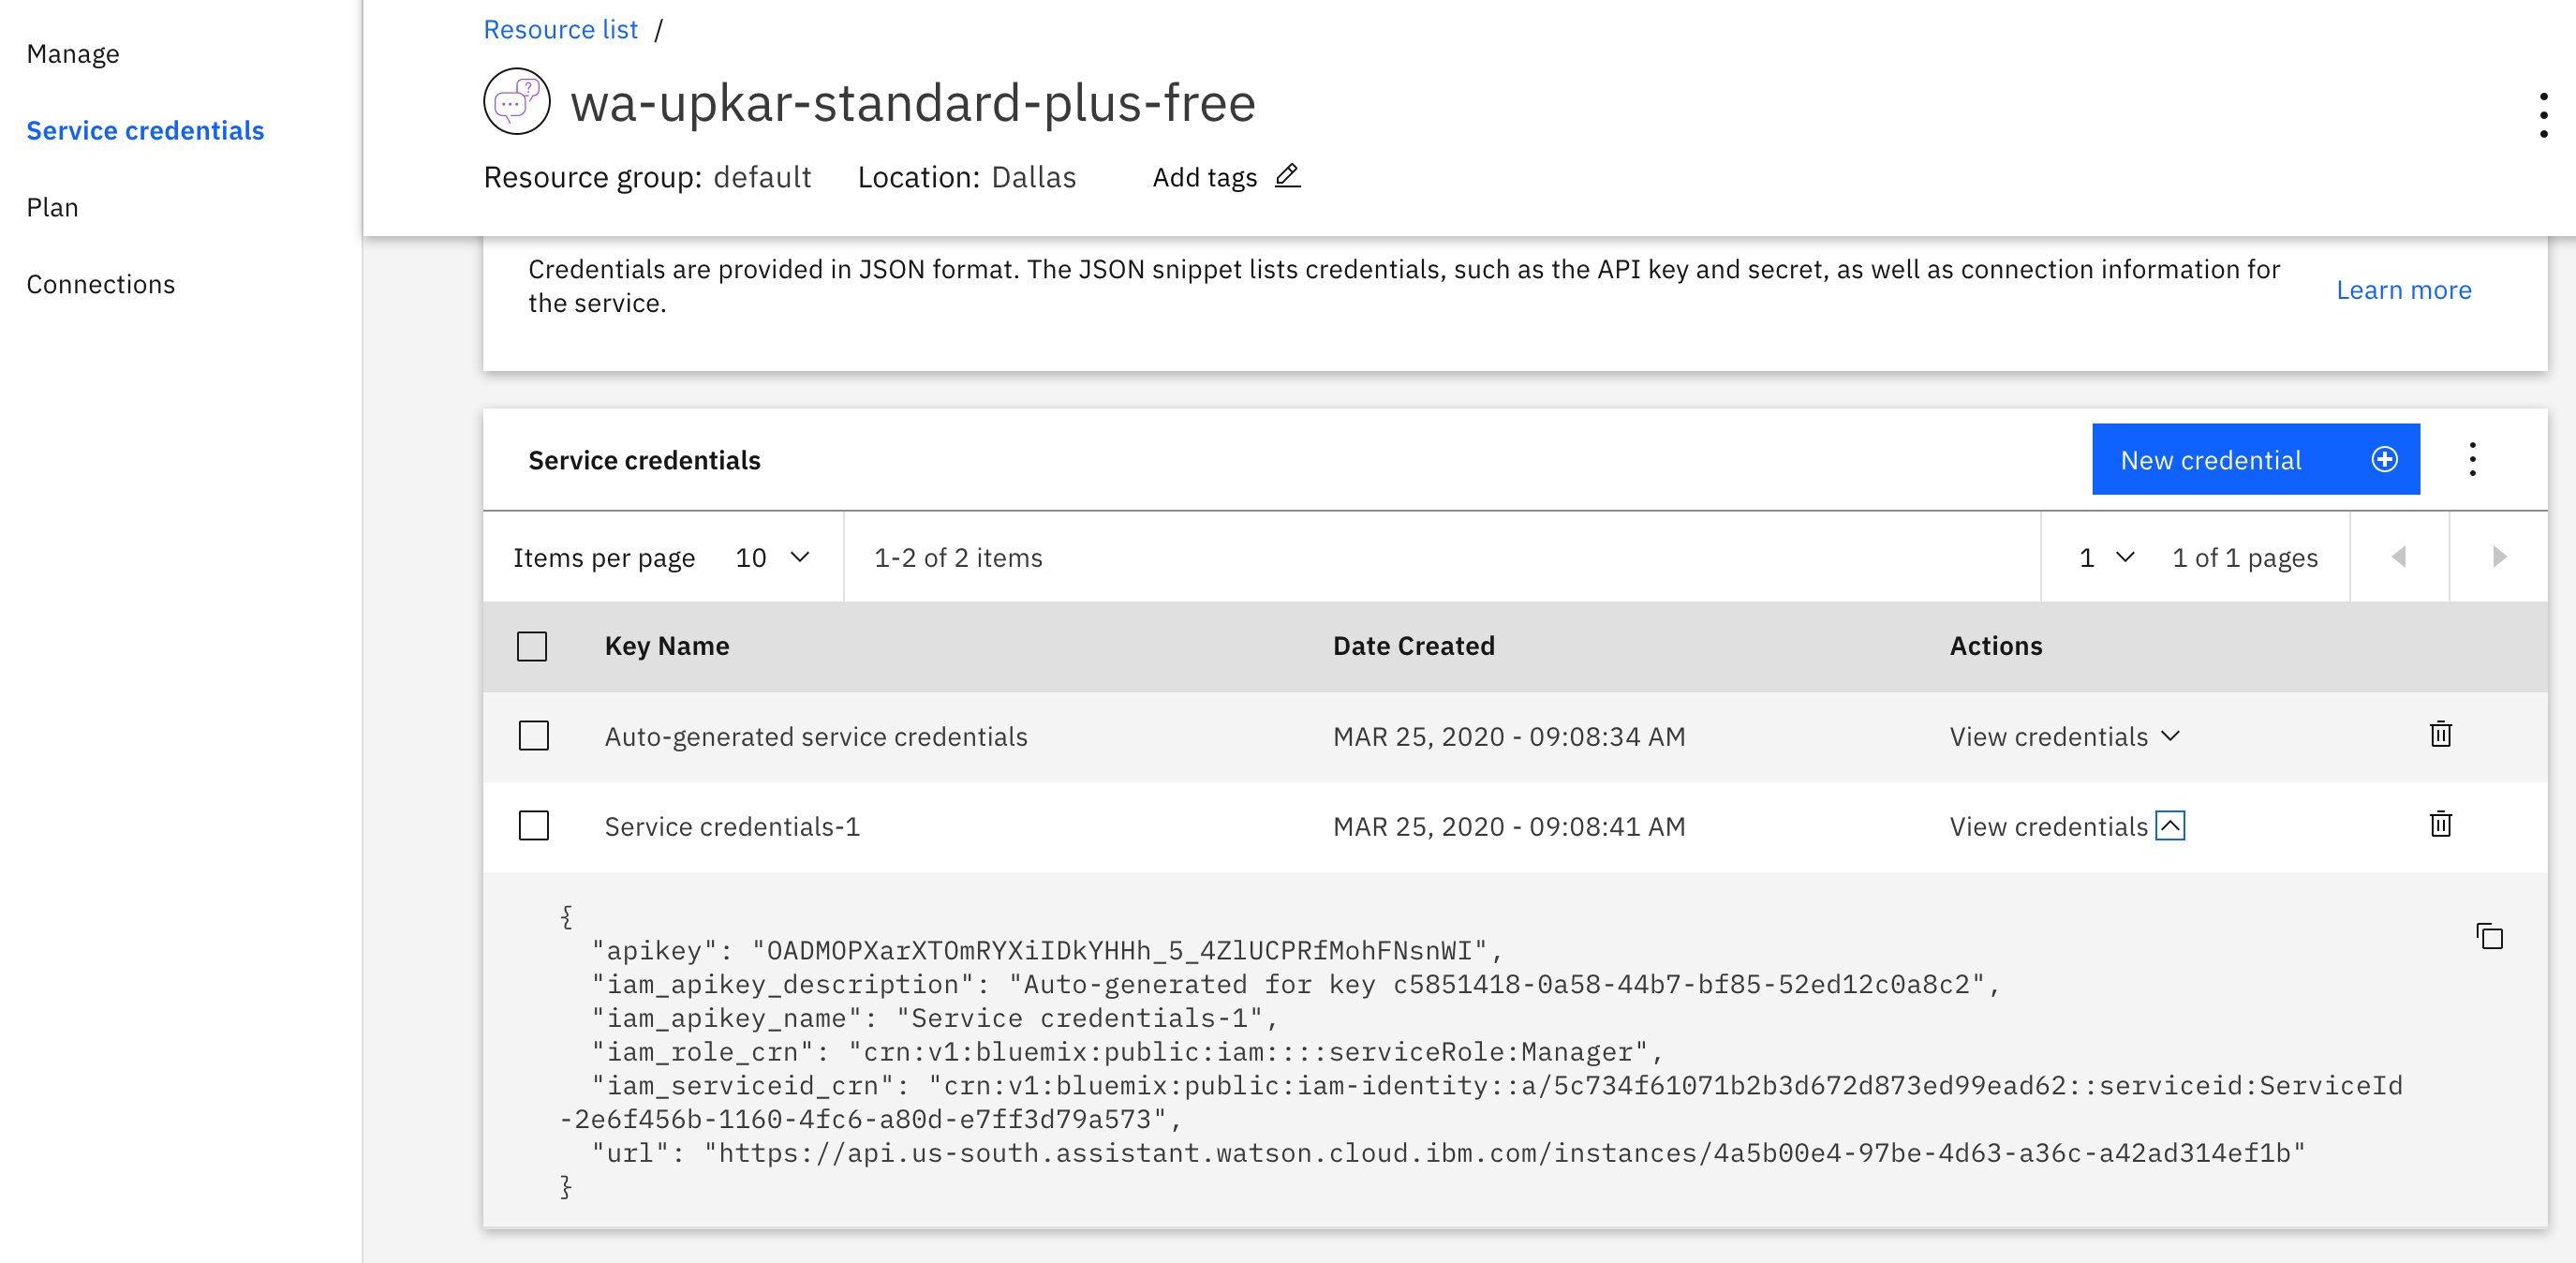 Manage
Service credentials
Plan
Connections
Resource list /
wa-upkar-standard-plus-free
Resource group: default Location: Dallas Add tags
Credentials are provided in JSON format. The JSON snippet lists credentials, such as the API key and secret, as well as connection information for
the service.
Learn more
Service credentials
New credential
Items per page 10 1-2 of 2 items 1 1 of 1 pages
Key Name Date Created Actions
Auto-generated service credentials MAR 25, 2020 - 09:08:34 AM View credentials
Service credentials-1 MAR 25, 2020 - 09:08:41 AM View credentials
{
"apikey": "OADMOPXarXTOmRYXiIDkYHHh_5_4ZlUCPRfMohFNsnWI",
"iam_apikey_description": "Auto-generated for key c5851418-0a58-44b7-bf85-52ed12c0a8c2",
"iam_apikey_name": "Service credentials-1",
"iam_role_crn": "crn:v1:bluemix:public:iam::::serviceRole:Manager",
"iam_serviceid_crn": "crn:v1:bluemix:public:iam-identity::a/5c734f61071b2b3d672d873ed99ead62::serviceid:ServiceId
-2e6f456b-1160-4fc6-a80d-e7ff3d79a573",
"url": "https://api.us-south.assistant.watson.cloud.ibm.com/instances/4a5b00e4-97be-4d63-a36c-a42ad314ef1b"
}